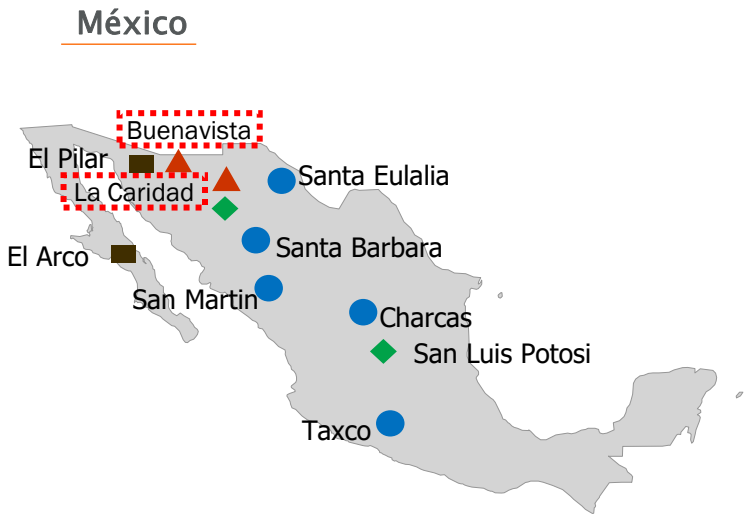 México
Buenavista
El Pilar
Santa Eulalia
La Caridad
Santa Barbara
El Arco
San Martin
Charcas
San Luis Potosi
Taxco